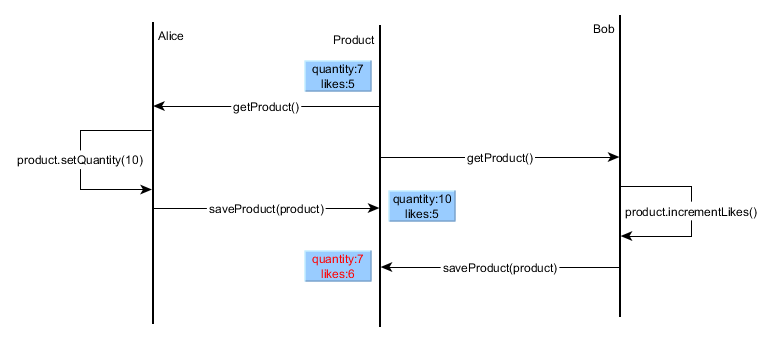 Alice
Product
Bob
quantity:7
likes:5
getProduct()
product.setQuantity(10)
getProduct()
saveProduct(product)
quantity:10
likes:5
product.incrementLikes()
quantity:7
likes:6
saveProduct(product)